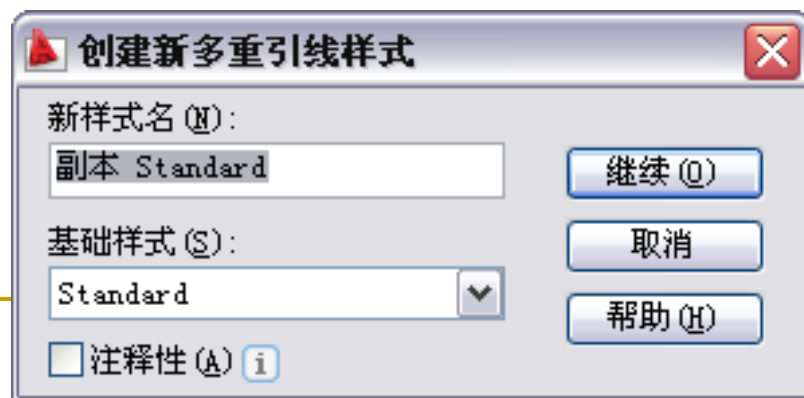 创建新多重引线样式
新样式名(N):
副本 Standard
继续(O)
基础样式(S):
取消
Standard
帮助(H)
注释性(A) i